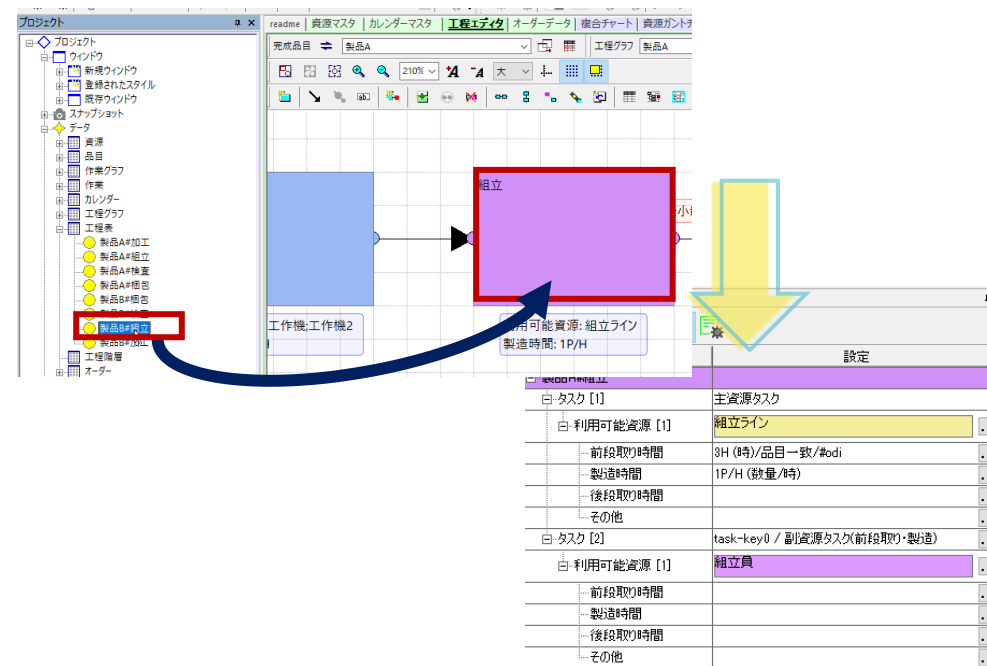 プロジェクト
プロジェクト
ウィンドウ
新規ウィンドウ
登録されたスタイル
既存ウィンドウ
スナップショット
データ
資源
品目
作業グラフ
作業
カレンダー
工程グラフ
工程表
製品A#加工
製品A#組立
製品A#検査
製品A#梱包
製品B#梱包
製品B#組立
製品B#加工
工程階層
オーダー
readme 資源マスタ カレンダーマスタ 工程エディタ オーダーデータ 複合チャート 資源ガントチ
完成品目 製品A 工程グラフ 製品A
210% A A 大
組立
小
工作機;工作機2
用可能資源: 組立ライン
製造時間: 1P/H
設定
タスク [1] 主資源タスク
利用可能資源 [1] 組立ライン
前段取り時間 3H (時)/品目一致/#odi
製造時間 1P/H (数量/時)
後段取り時間
その他
タスク [2] task-key0 / 副資源タスク(前段取り・製造)
利用可能資源 [1] 組立員
前段取り時間
製造時間
後段取り時間
その他